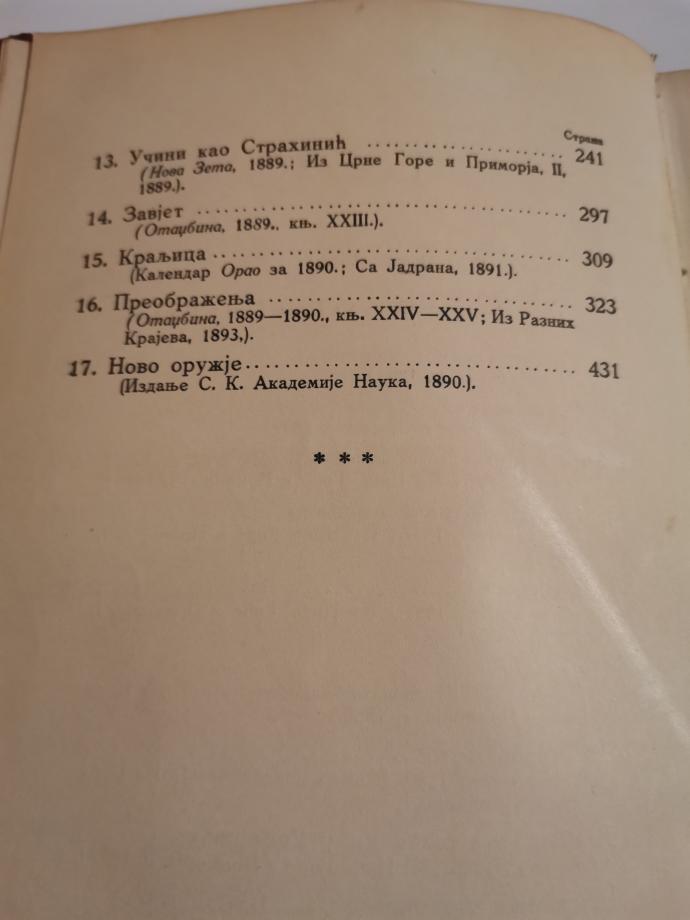 Страна
13. Учини као Страхинић .................... 241
(Нова Зета, 1889.; Из Црне Горе и Приморја, II,
1889.).
14. Завјет .................................... 297
(Отаџбина, 1889., књ. XXIII.).
15. Краљица .................................... 309
(Календар Орао за 1890.; Са Јадрана, 1891.).
16. Преображења ............................. 323
(Отаџбина, 1889—1890., књ. XXIV—XXV; Из Разних
Крајева, 1893,).
17. Ново оружје ................................. 431
(Издање С. К. Академије Наука, 1890.).
* * *